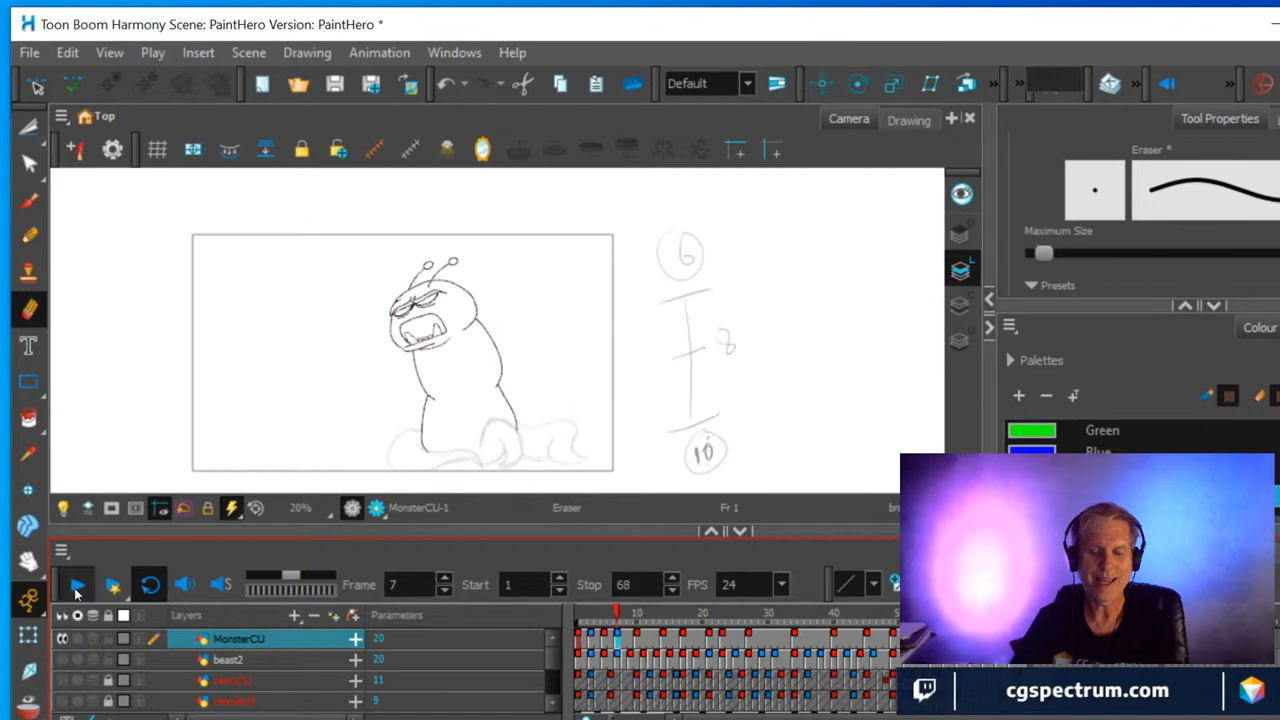 Toon Boom Harmony Scene: PaintHero Version: PaintHero *
File Edit View Play Insert Scene Drawing Animation Windows Help
Default
Top
Camera
Drawing
Tool Properties
Eraser *
Maximum Size
Presets
6
8
10
Colour
Palettes
Green
Blue
20%
MonsterCU-1
Eraser
Fr 1
Frame 7 Start 1 Stop 68 FPS 24
Layers
Parameters
10 20 30 40
MonsterCU 20
beast2 20
11
9
cgspectrum.com